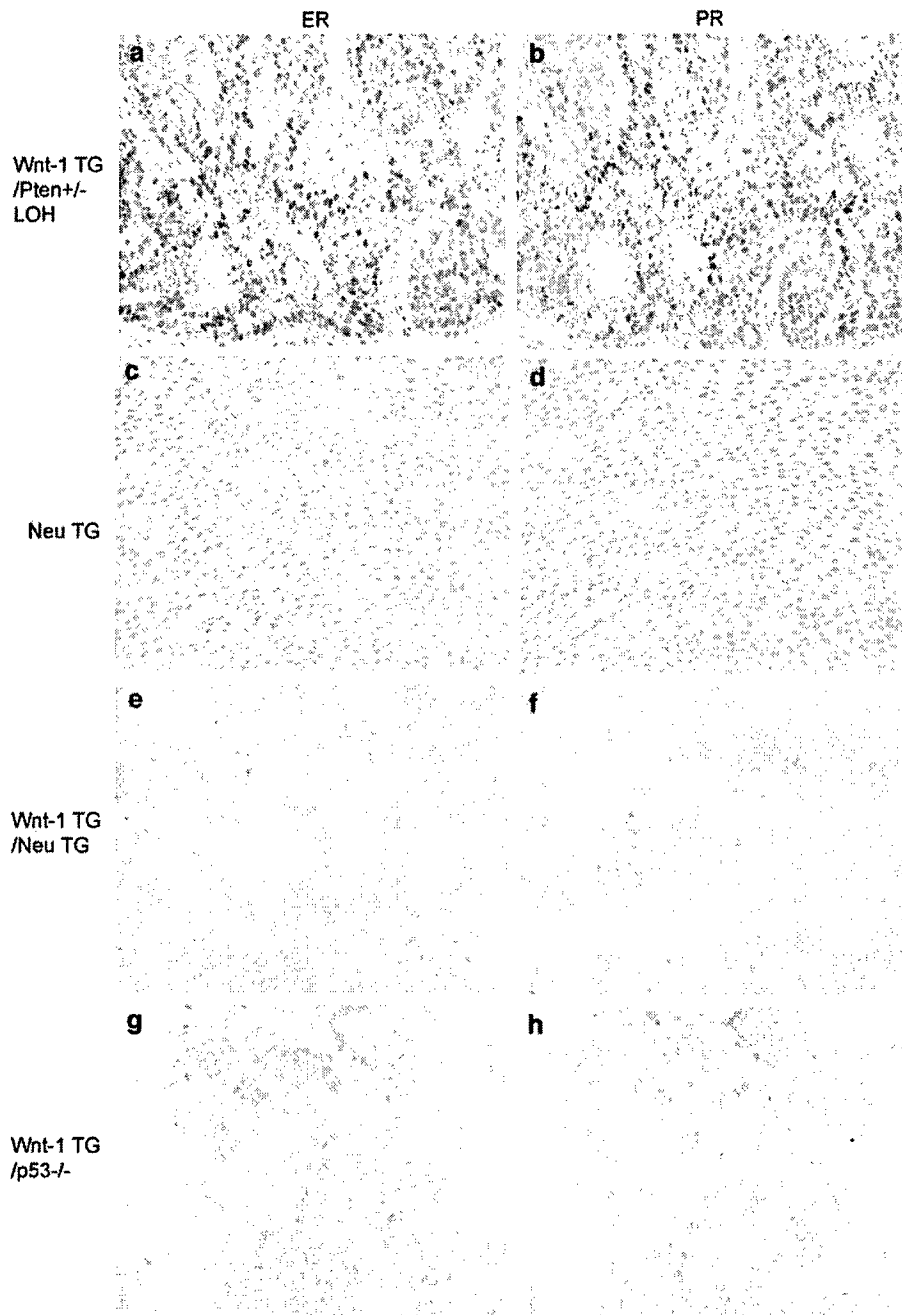 ER
PR
a
b
Wnt-1 TG
/Pten+/-
LOH
c
d
Neu TG
e
f
Wnt-1 TG
/Neu TG
g
h
Wnt-1 TG
/p53-/-